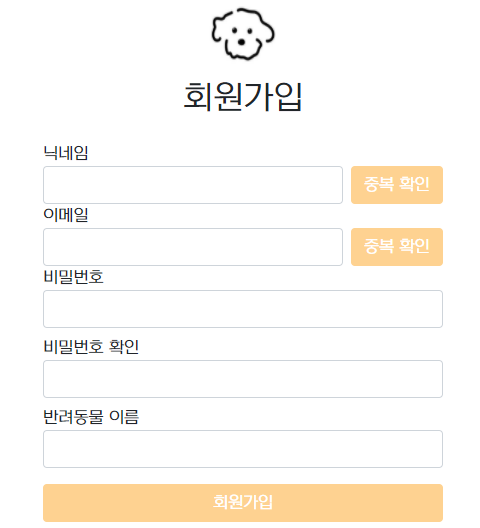 회원가입
닉네임
중복 확인
이메일
중복 확인
비밀번호
비밀번호 확인
반려동물 이름
회원가입